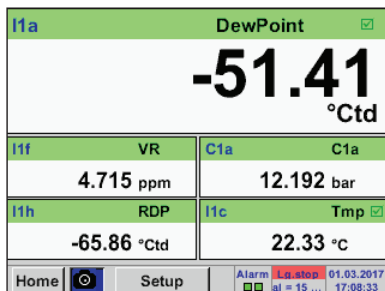 I1a DewPoint
-51.41
°Ctd
I1f VR C1a C1a
4.715 ppm 12.192 bar
I1h RDP I1c Tmp
-65.86 °Ctd 22.33 °C
Home Setup Alarm Lg.stop 01.03.2017
al = 15 ... 17:08:33